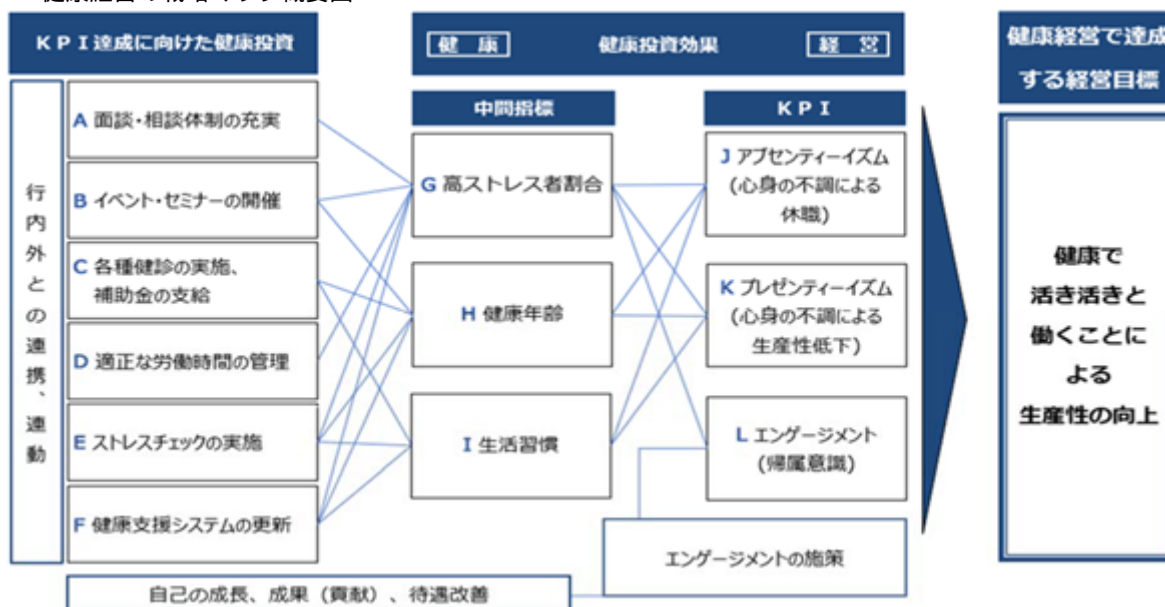 KPI達成に向けた健康投資
健 康
健康投資効果
経 営
健康経営で達成
する経営目標
中間指標
KPI
行内外との連携、連動
A 面談・相談体制の充実
B イベント・セミナーの開催
C 各種健診の実施、
補助金の支給
D 適正な労働時間の管理
E ストレスチェックの実施
F 健康支援システムの更新
G 高ストレス者割合
H 健康年齢
I 生活習慣
J アブセンティーイズム
(心身の不調による
休職)
K プレゼンティーイズム
(心身の不調による
生産性低下)
L エンゲージメント
(帰属意識)
エンゲージメントの施策
自己の成長、成果（貢献）、待遇改善
健康で
活き活きと
働くことに
よる
生産性の向上